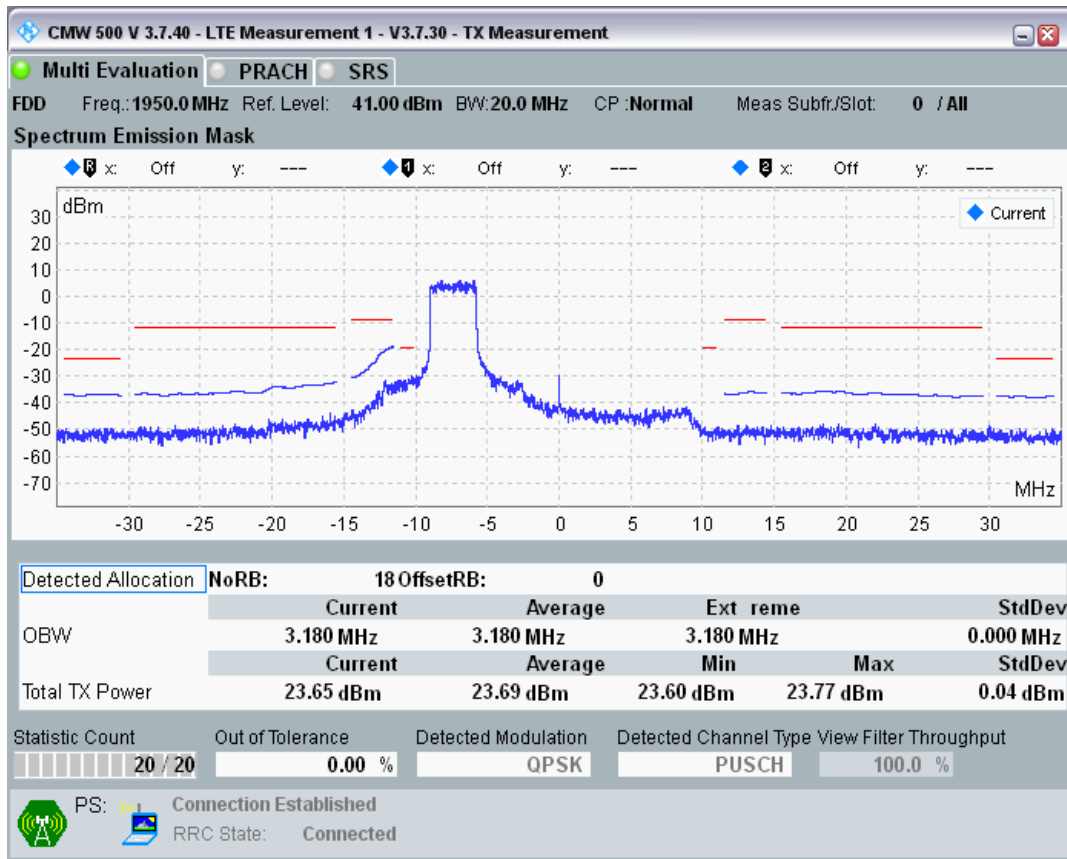 CMW 500 V 3.7.40 - LTE Measurement 1 - V3.7.30 - TX Measurement
Multi Evaluation PRACH SRS
FDD Freq.: 1950.0 MHz Ref. Level: 41.00 dBm BW: 20.0 MHz CP : Normal Meas Subfr./Slot: 0 / All
Spectrum Emission Mask
R x: Off y: --- 1 x: Off y: --- 2 x: Off y: ---
dBm
Current
30
20
10
0
-10
-20
-30
-40
-50
-60
-70
MHz
-30 -25 -20 -15 -10 -5 0 5 10 15 20 25 30
Detected Allocation NoRB: 18 OffsetRB: 0
Current Average Ext reme StdDev
OBW 3.180 MHz 3.180 MHz 3.180 MHz 0.000 MHz
Current Average Min Max StdDev
Total TX Power 23.65 dBm 23.69 dBm 23.60 dBm 23.77 dBm 0.04 dBm
Statistic Count Out of Tolerance Detected Modulation Detected Channel Type View Filter Throughput
20 / 20 0.00 % QPSK PUSCH 100.0 %
PS: Connection Established
RRC State: Connected